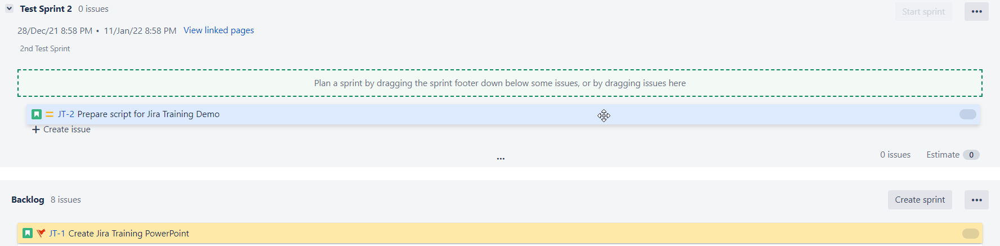 Test Sprint 2 0 issues Start sprint
28/Dec/21 8:58 PM • 11/Jan/22 8:58 PM View linked pages
2nd Test Sprint
Plan a sprint by dragging the sprint footer down below some issues, or by dragging issues here
JT-2 Prepare script for Jira Training Demo
+ Create issue
0 issues Estimate 0
Backlog 8 issues Create sprint
JT-1 Create Jira Training PowerPoint